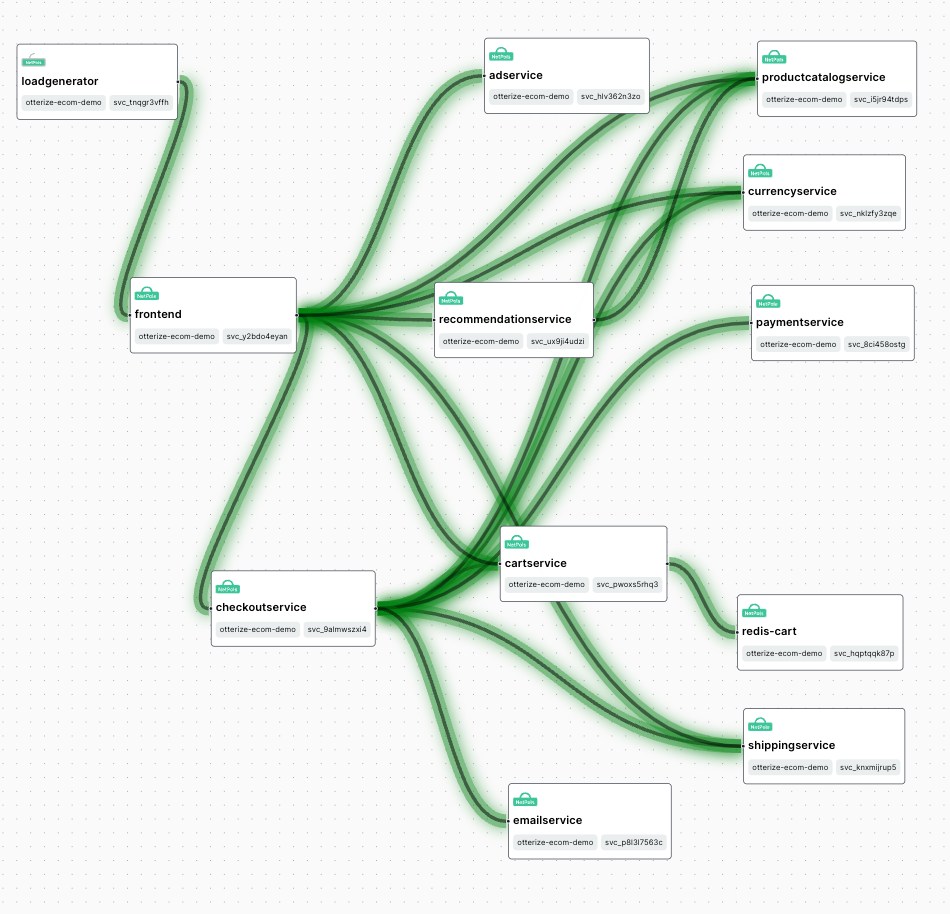 NetPols
loadgenerator
otterize-ecom-demo svc_tnqgr3vffh
NetPols
adservice
otterize-ecom-demo svc_hlv362n3zo
NetPols
productcatalogservice
otterize-ecom-demo svc_i5jr94tdps
NetPols
currencyservice
otterize-ecom-demo svc_nklzfy3zqe
NetPols
frontend
otterize-ecom-demo svc_y2bdo4eyan
NetPols
recommendationservice
otterize-ecom-demo svc_ux9ji4udzi
NetPols
paymentservice
otterize-ecom-demo svc_8ci458ostg
NetPols
cartservice
otterize-ecom-demo svc_pwoxs5rhq3
NetPols
checkoutservice
otterize-ecom-demo svc_9almwszxi4
NetPols
redis-cart
otterize-ecom-demo svc_hqptqqk87p
NetPols
shippingservice
otterize-ecom-demo svc_knxmijrup5
NetPols
emailservice
otterize-ecom-demo svc_p8l3l7563c